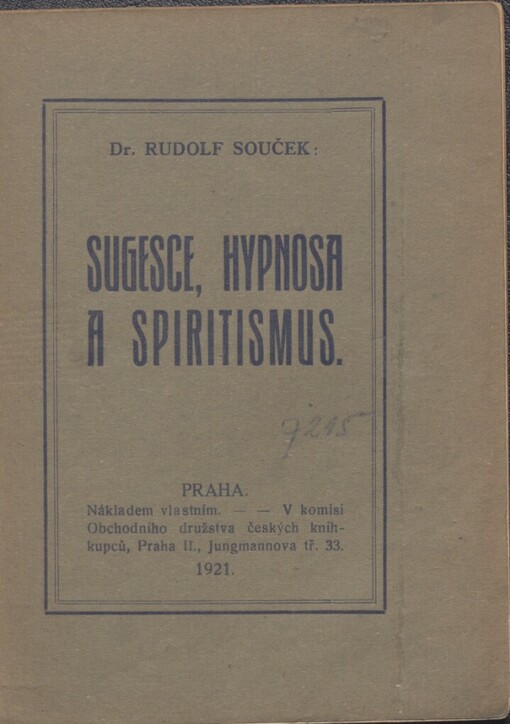 Dr. RUDOLF SOUČEK:
SUGESCE, HYPNOSA
A SPIRITISMUS.
7215
PRAHA.
Nákladem vlastním. — — V komisi
Obchodního družstva českých knih-
kupců, Praha II., Jungmannova tř. 33.
1921.